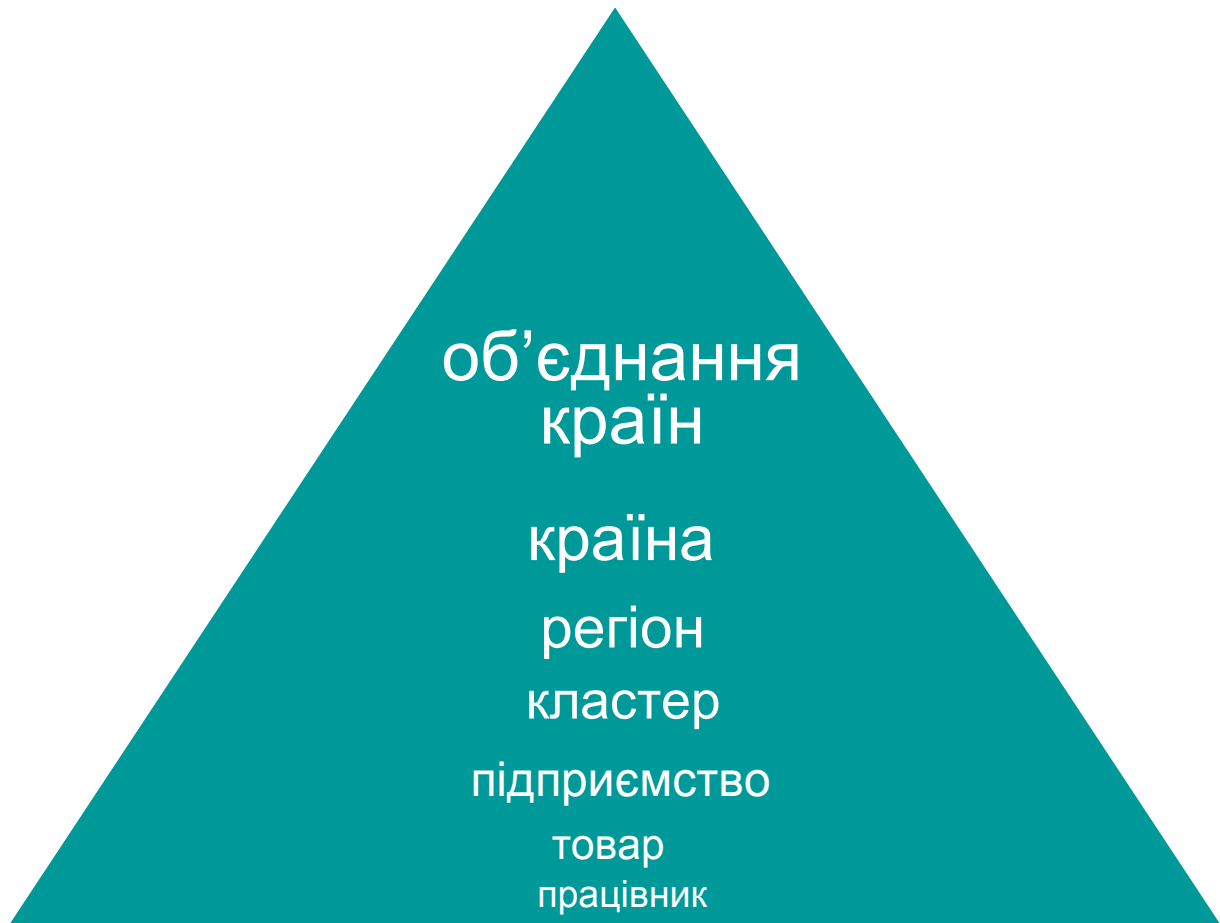 об’єднання
країн
країна
регіон
кластер
підприємство
товар
працівник